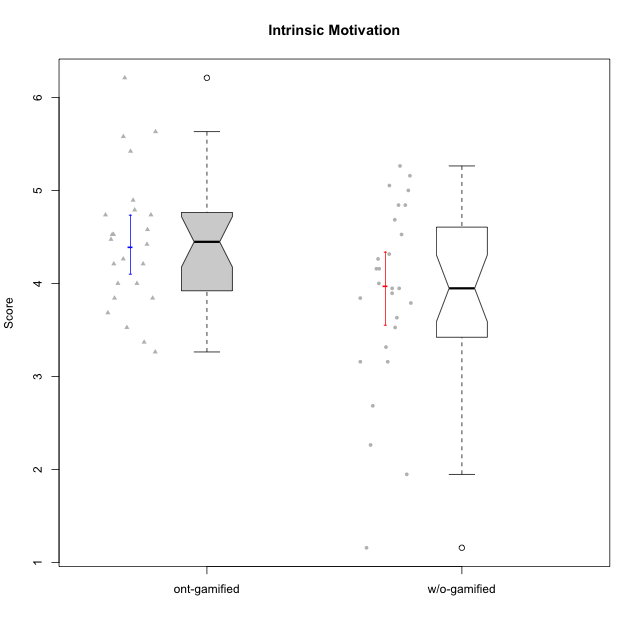 Intrinsic Motivation
6
5
4
3
2
1
Score
ont-gamified
w/o-gamified